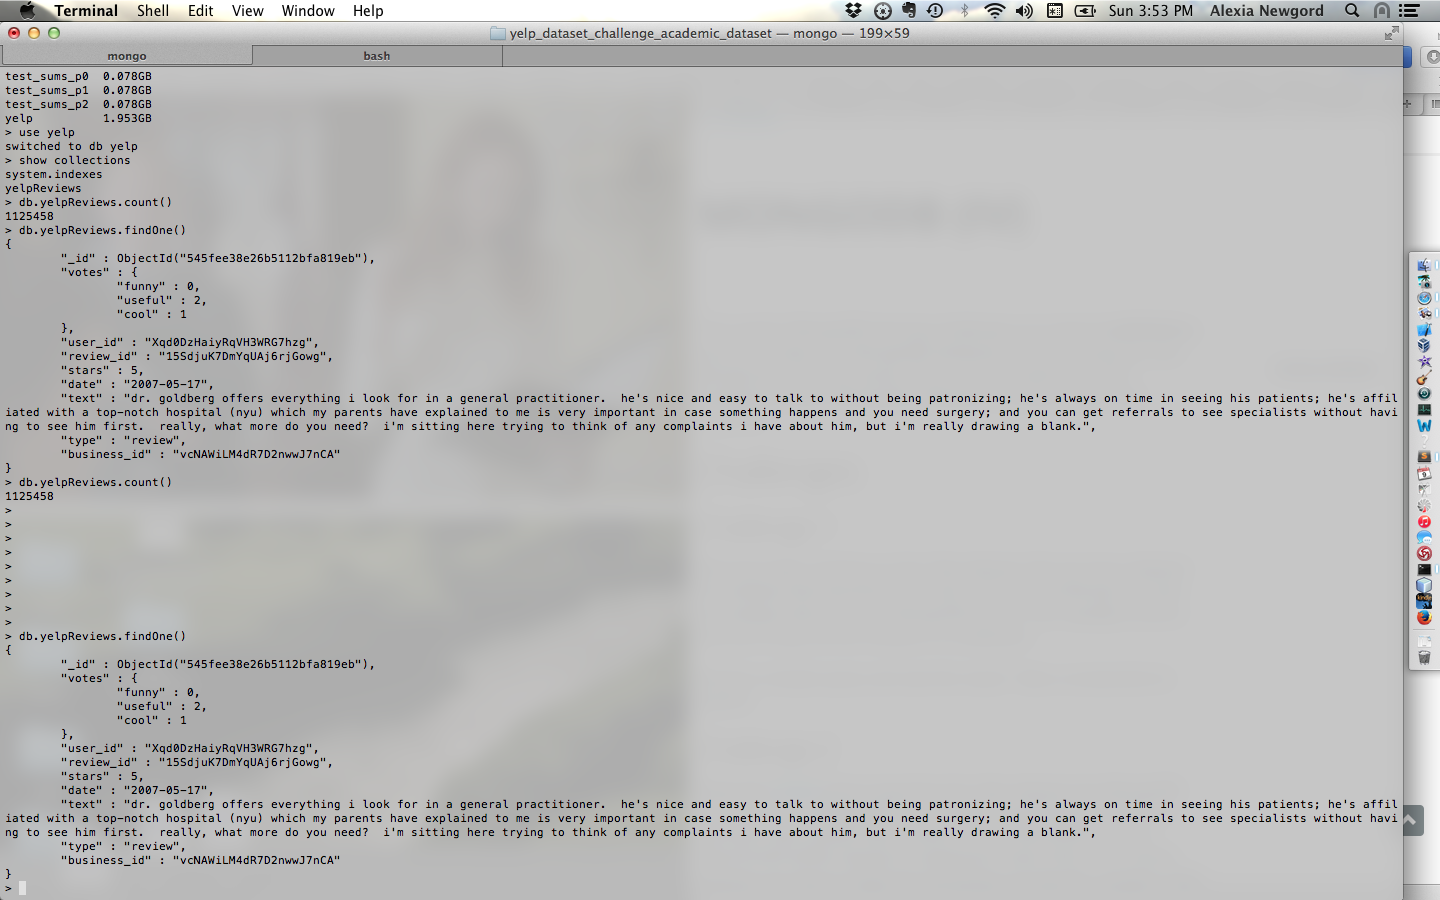 Terminal Shell Edit View Window Help Sun 3:53 PM Alexia Newgord
yelp_dataset_challenge_academic_dataset — mongo — 199×59
mongo bash
test_sums_p0 0.078GB
test_sums_p1 0.078GB
test_sums_p2 0.078GB
yelp 1.953GB
> use yelp
switched to db yelp
> show collections
system.indexes
yelpReviews
> db.yelpReviews.count()
1125458
> db.yelpReviews.findOne()
{
"_id" : ObjectId("545fee38e26b5112bfa819eb"),
"votes" : {
"funny" : 0,
"useful" : 2,
"cool" : 1
},
"user_id" : "Xqd0DzHaiyRqVH3WRG7hzg",
"review_id" : "15SdjuK7DmYqUAj6rjGowg",
"stars" : 5,
"date" : "2007-05-17",
"text" : "dr. goldberg offers everything i look for in a general practitioner.  he's nice and easy to talk to without being patronizing; he's always on time in seeing his patients; he's affil
iated with a top-notch hospital (nyu) which my parents have explained to me is very important in case something happens and you need surgery; and you can get referrals to see specialists without havi
ng to see him first.  really, what more do you need?  i'm sitting here trying to think of any complaints i have about him, but i'm really drawing a blank.",
"type" : "review",
"business_id" : "vcNAWiLM4dR7D2nwwJ7nCA"
}
> db.yelpReviews.count()
1125458
>
>
>
>
>
>
>
>
>
> db.yelpReviews.findOne()
{
"_id" : ObjectId("545fee38e26b5112bfa819eb"),
"votes" : {
"funny" : 0,
"useful" : 2,
"cool" : 1
},
"user_id" : "Xqd0DzHaiyRqVH3WRG7hzg",
"review_id" : "15SdjuK7DmYqUAj6rjGowg",
"stars" : 5,
"date" : "2007-05-17",
"text" : "dr. goldberg offers everything i look for in a general practitioner.  he's nice and easy to talk to without being patronizing; he's always on time in seeing his patients; he's affil
iated with a top-notch hospital (nyu) which my parents have explained to me is very important in case something happens and you need surgery; and you can get referrals to see specialists without havi
ng to see him first.  really, what more do you need?  i'm sitting here trying to think of any complaints i have about him, but i'm really drawing a blank.",
"type" : "review",
"business_id" : "vcNAWiLM4dR7D2nwwJ7nCA"
}
>